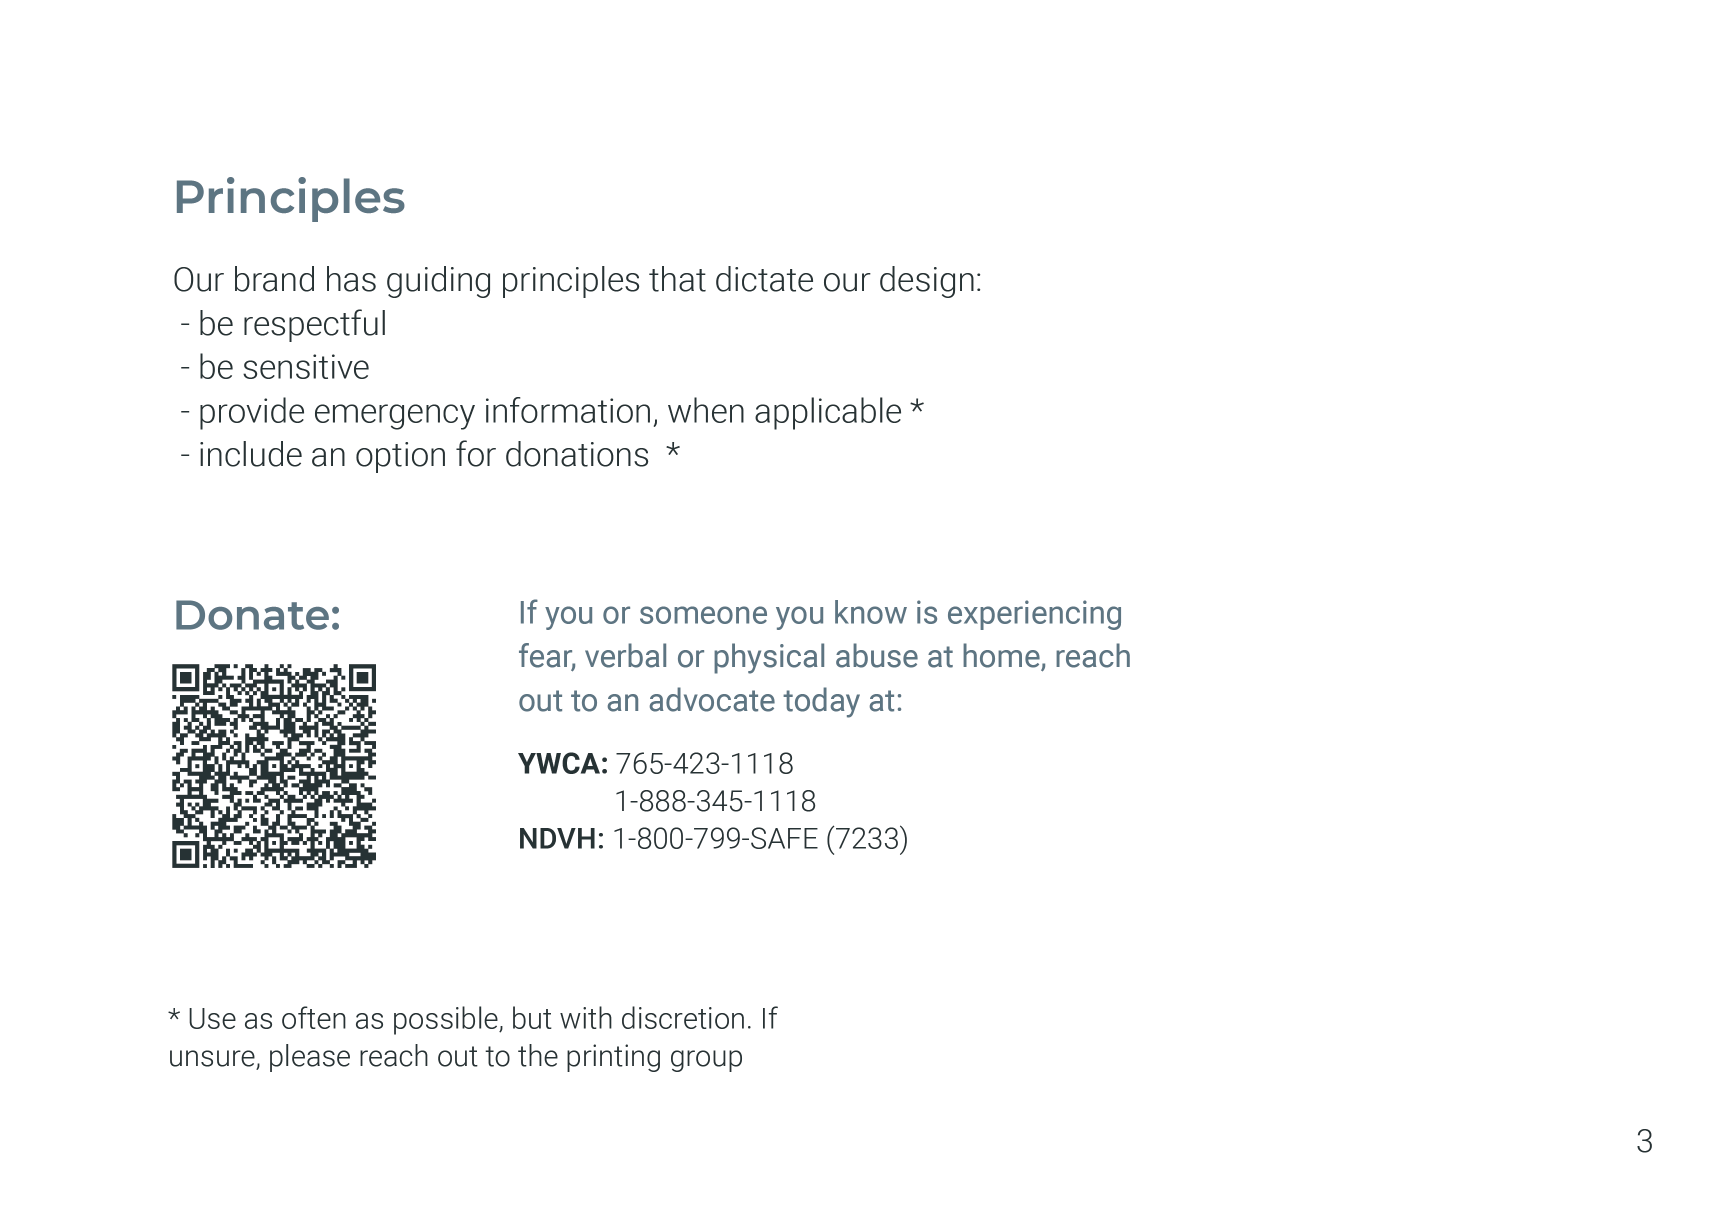 Principles
Our brand has guiding principles that dictate our design:
- be respectful
- be sensitive
- provide emergency information, when applicable *
- include an option for donations  *
Donate:
If you or someone you know is experiencing
fear, verbal or physical abuse at home, reach
out to an advocate today at:
YWCA: 765-423-1118
1-888-345-1118
NDVH: 1-800-799-SAFE (7233)
* Use as often as possible, but with discretion. If
unsure, please reach out to the printing group
3